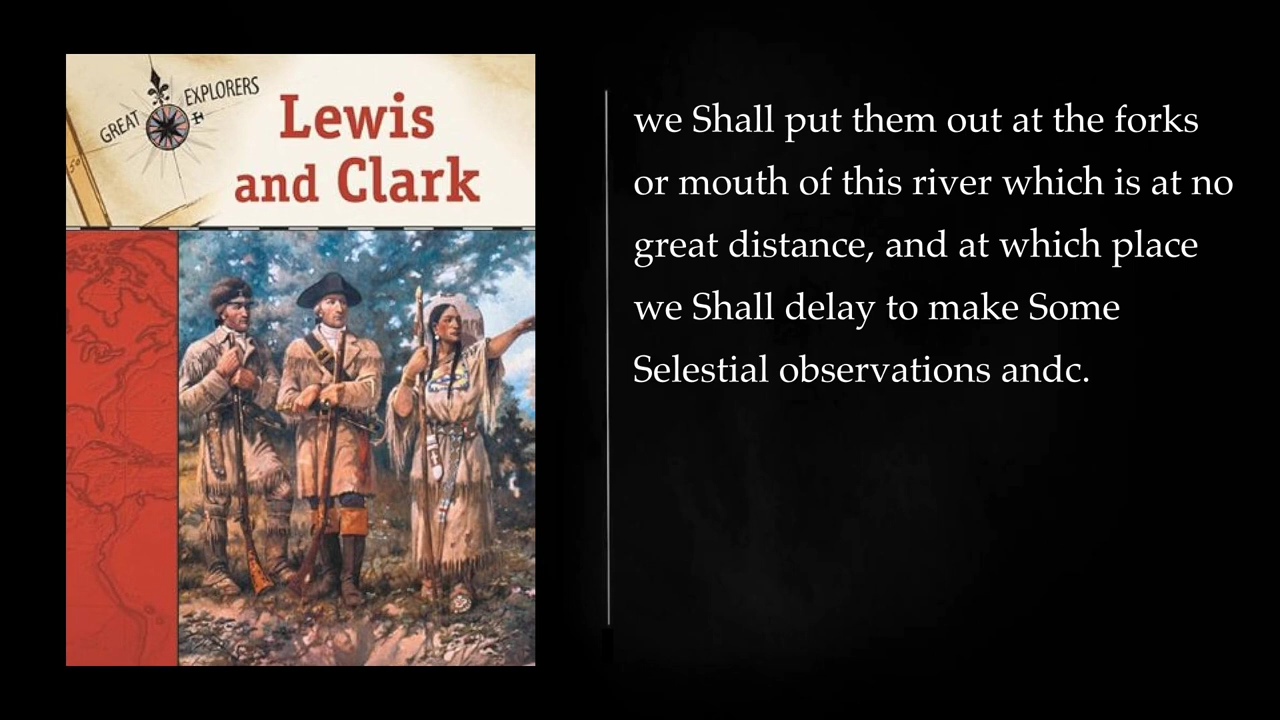 GREAT EXPLORERS
Lewis
and Clark
50
we Shall put them out at the forks
or mouth of this river which is at no
great distance, and at which place
we Shall delay to make Some
Selestial observations andc.